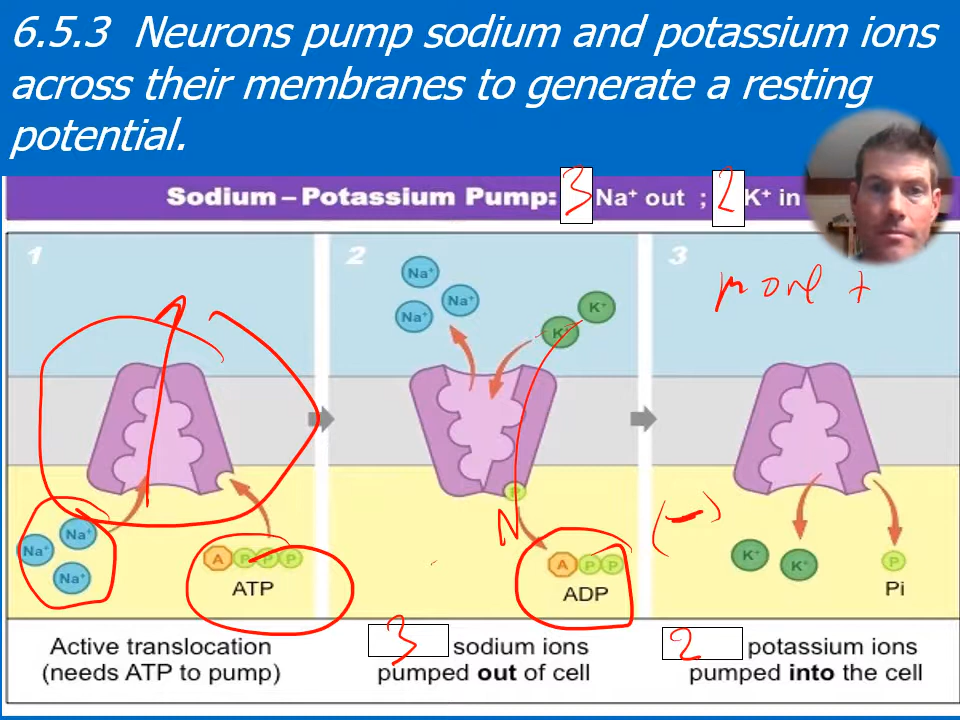 6.5.3 Neurons pump sodium and potassium ions
across their membranes to generate a resting
potential.
Sodium – Potassium Pump: 3 Na⁺ out ; 2 K⁺ in
1
2
3
more +
Na⁺
Na⁺
Na⁺
K⁺
K⁺
P
Na⁺
Na⁺
Na⁺
A P P P
ATP
A P P
ADP
(-)
K⁺
K⁺
P
Pi
Active translocation
(needs ATP to pump)
3 sodium ions
pumped out of cell
2 potassium ions
pumped into the cell